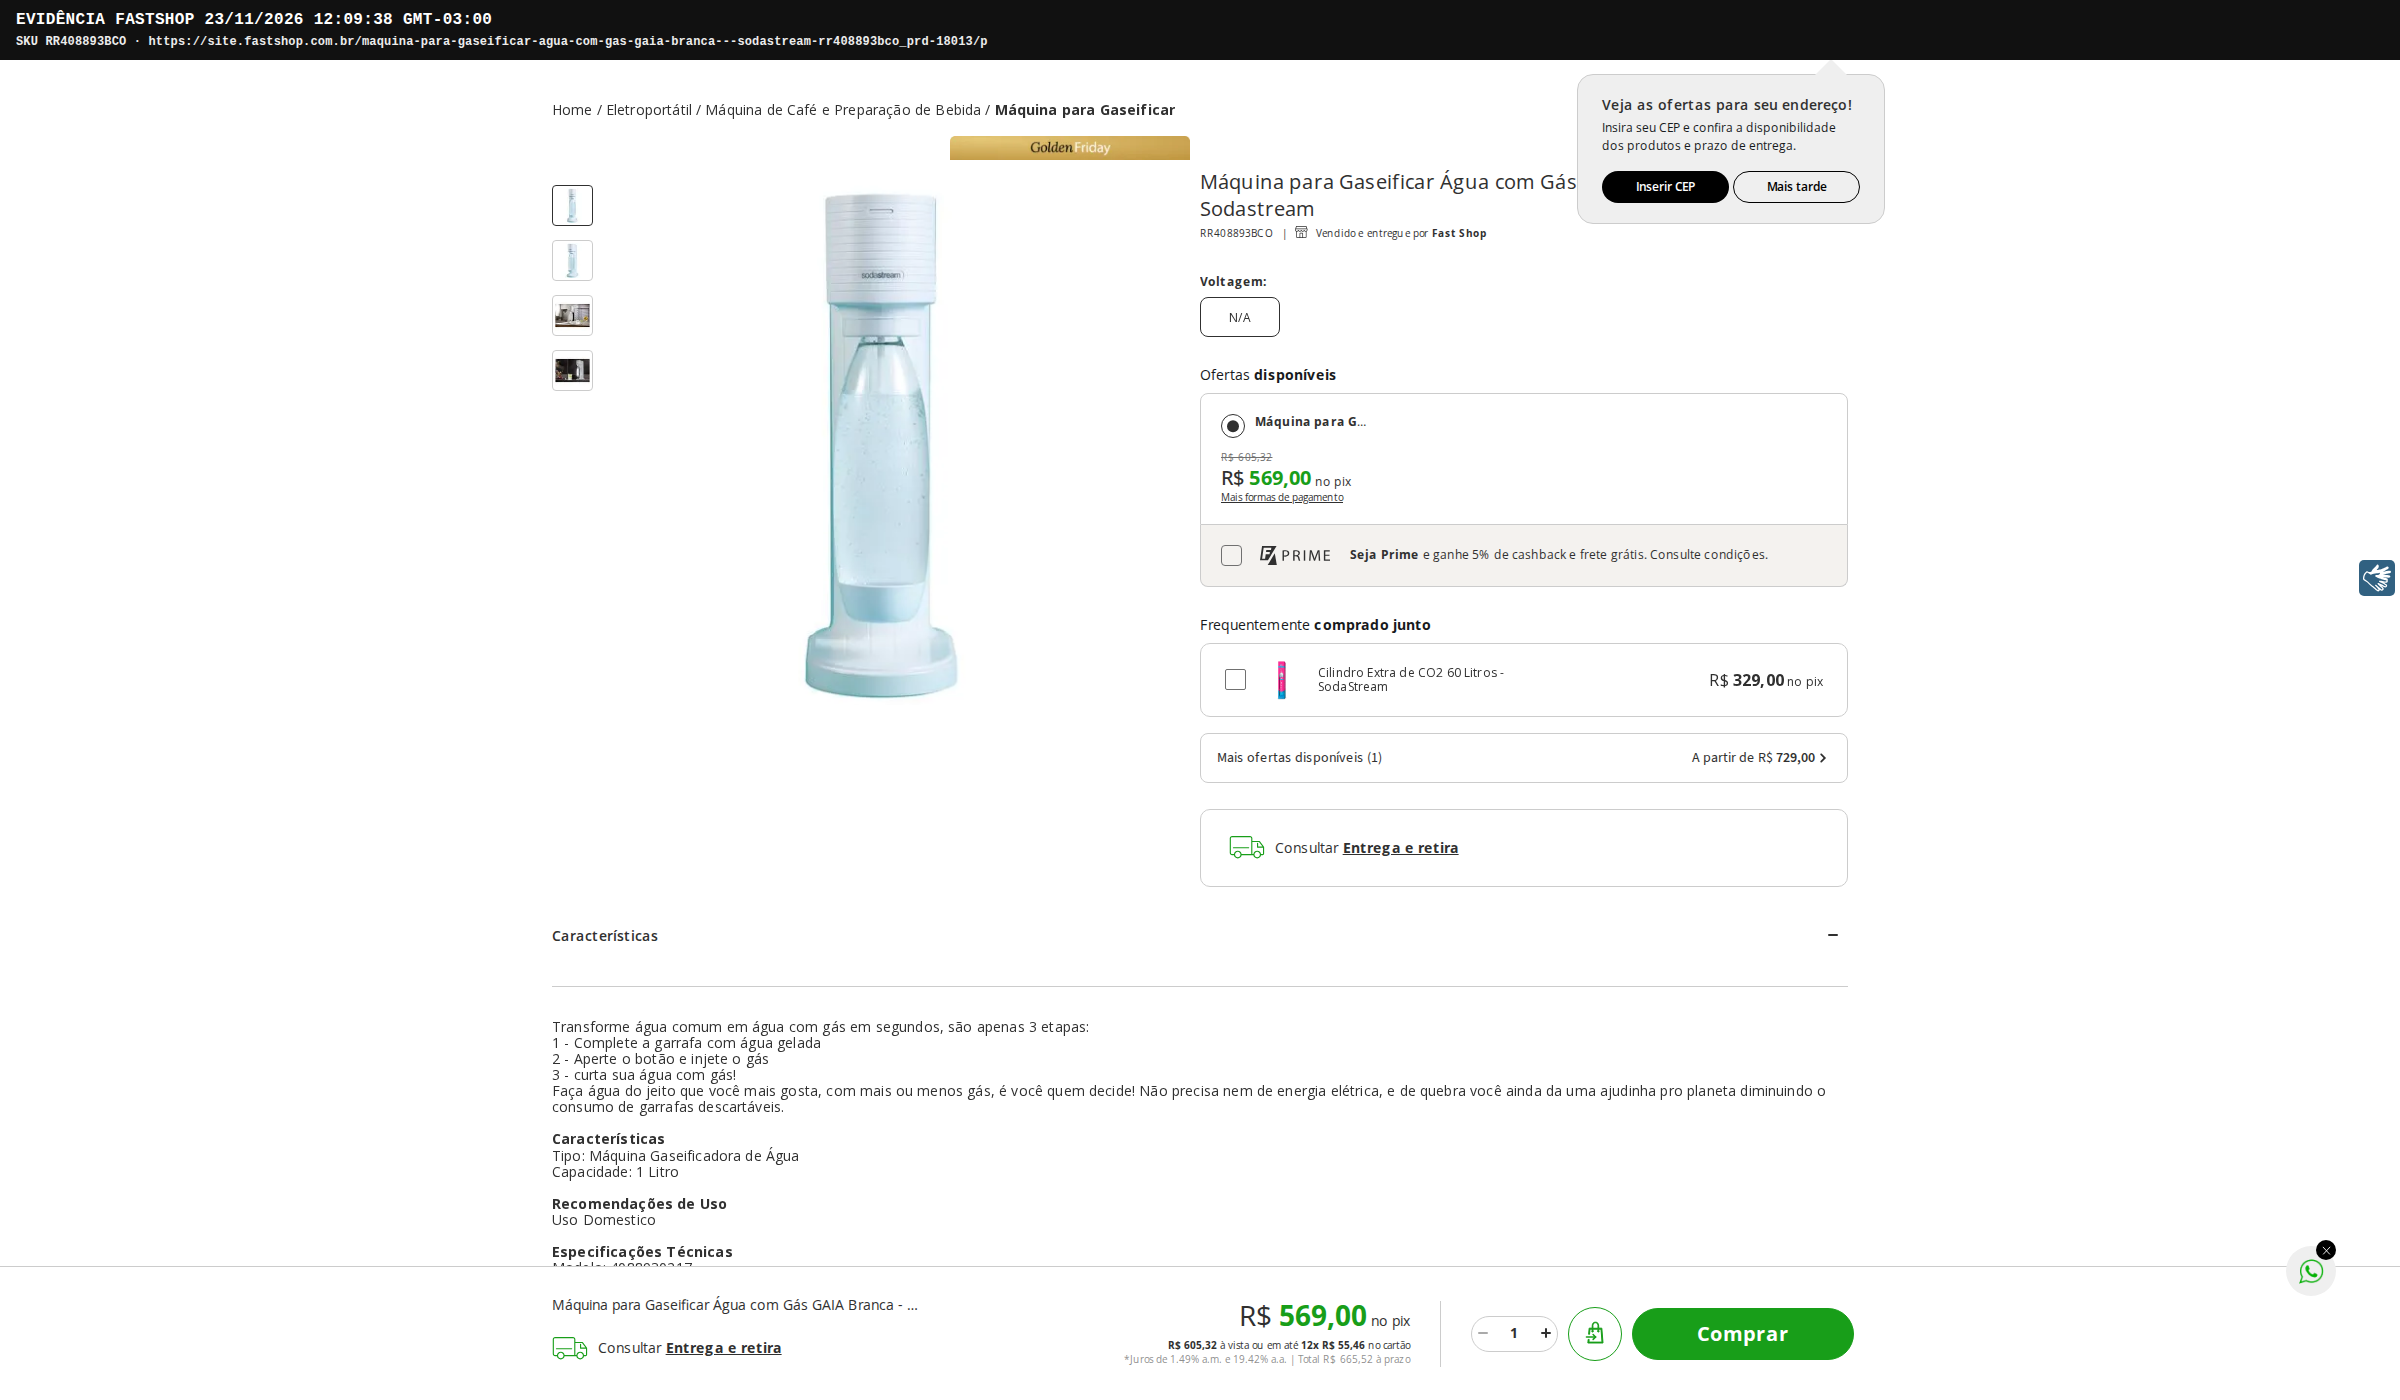 EVIDÊNCIA FASTSHOP 23/11/2026 12:09:38 GMT-03:00
SKU RR408893BCO · https://site.fastshop.com.br/maquina-para-gaseificar-agua-com-gas-gaia-branca---sodastream-rr408893bco_prd-18013/p
Veja as ofertas para seu endereço!
Insira seu CEP e confira a disponibilidade
dos produtos e prazo de entrega.
Inserir CEP
Mais tarde
Home / Eletroportátil / Máquina de Café e Preparação de Bebida / Máquina para Gaseificar
Golden Friday
sodastream
Máquina para Gaseificar Água com Gás
Sodastream
RR408893BCO | Vendido e entregue por Fast Shop
Voltagem:
N/A
Ofertas disponíveis
Máquina para G...
R$ 605,32
R$ 569,00 no pix
Mais formas de pagamento
PRIME Seja Prime e ganhe 5% de cashback e frete grátis. Consulte condições.
Frequentemente comprado junto
Cilindro Extra de CO2 60 Litros -
SodaStream
R$ 329,00 no pix
Mais ofertas disponíveis (1)
A partir de R$ 729,00
Consultar Entrega e retira
Características
Transforme água comum em água com gás em segundos, são apenas 3 etapas:
1 - Complete a garrafa com água gelada
2 - Aperte o botão e injete o gás
3 - curta sua água com gás!
Faça água do jeito que você mais gosta, com mais ou menos gás, é você quem decide! Não precisa nem de energia elétrica, e de quebra você ainda da uma ajudinha pro planeta diminuindo o
consumo de garrafas descartáveis.
Características
Tipo: Máquina Gaseificadora de Água
Capacidade: 1 Litro
Recomendações de Uso
Uso Domestico
Especificações Técnicas
Máquina para Gaseificar Água com Gás GAIA Branca - ...
Consultar Entrega e retira
R$ 569,00 no pix
R$ 605,32 à vista ou em até 12x R$ 55,46 no cartão
*Juros de 1.49% a.m. e 19.42% a.a. | Total R$ 665,52 à prazo
1
Comprar